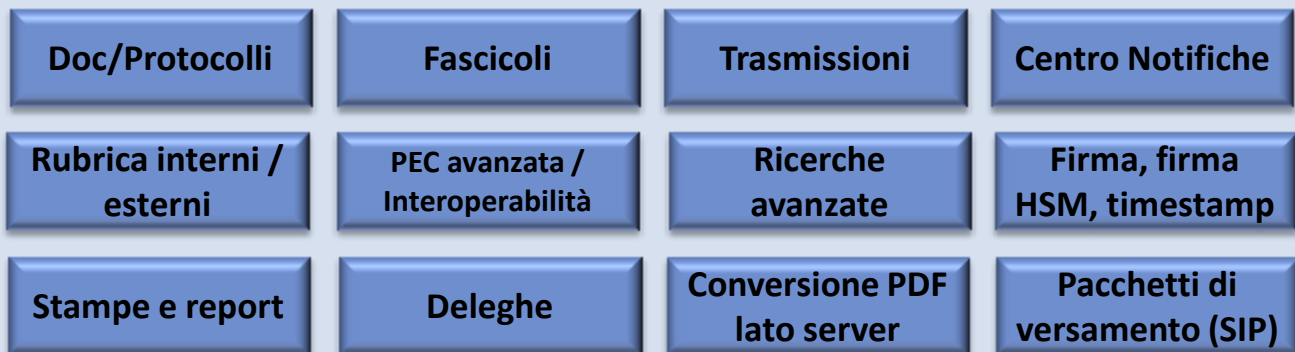 Doc/Protocolli
Fascicoli
Trasmissioni
Centro Notifiche
Rubrica interni /
esterni
PEC avanzata /
Interoperabilità
Ricerche
avanzate
Firma, firma
HSM, timestamp
Stampe e report
Deleghe
Conversione PDF
lato server
Pacchetti di
versamento (SIP)